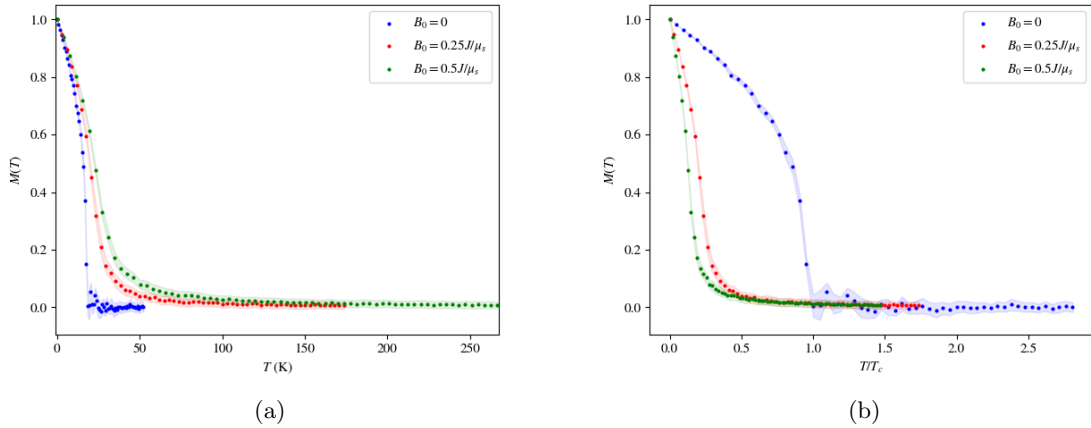 1.0
0.8
0.6
0.4
0.2
0.0
M(T)
0
50
100
150
200
250
T (K)
B₀ = 0
B₀ = 0.25J/μₛ
B₀ = 0.5J/μₛ
(a)
1.0
0.8
0.6
0.4
0.2
0.0
M(T)
0.0
0.5
1.0
1.5
2.0
2.5
T/T_c
B₀ = 0
B₀ = 0.25J/μₛ
B₀ = 0.5J/μₛ
(b)